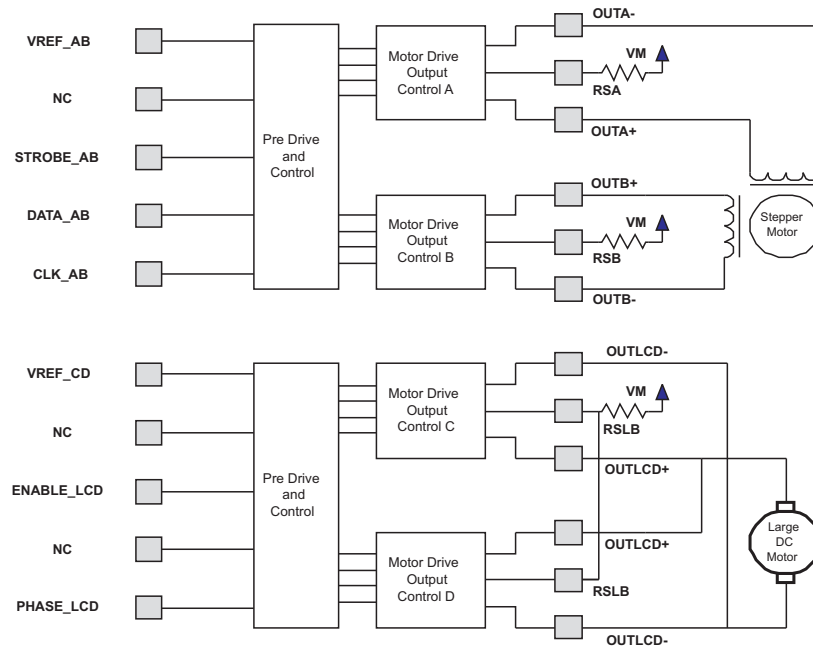 VREF_AB
NC
STROBE_AB
DATA_AB
CLK_AB
Pre Drive
and
Control
Motor Drive
Output
Control A
Motor Drive
Output
Control B
OUTA-
VM
RSA
OUTA+
OUTB+
VM
RSB
OUTB-
Stepper
Motor
VREF_CD
NC
ENABLE_LCD
NC
PHASE_LCD
Pre Drive
and
Control
Motor Drive
Output
Control C
Motor Drive
Output
Control D
OUTLCD-
VM
RSLB
OUTLCD+
OUTLCD+
RSLB
OUTLCD-
Large
DC
Motor